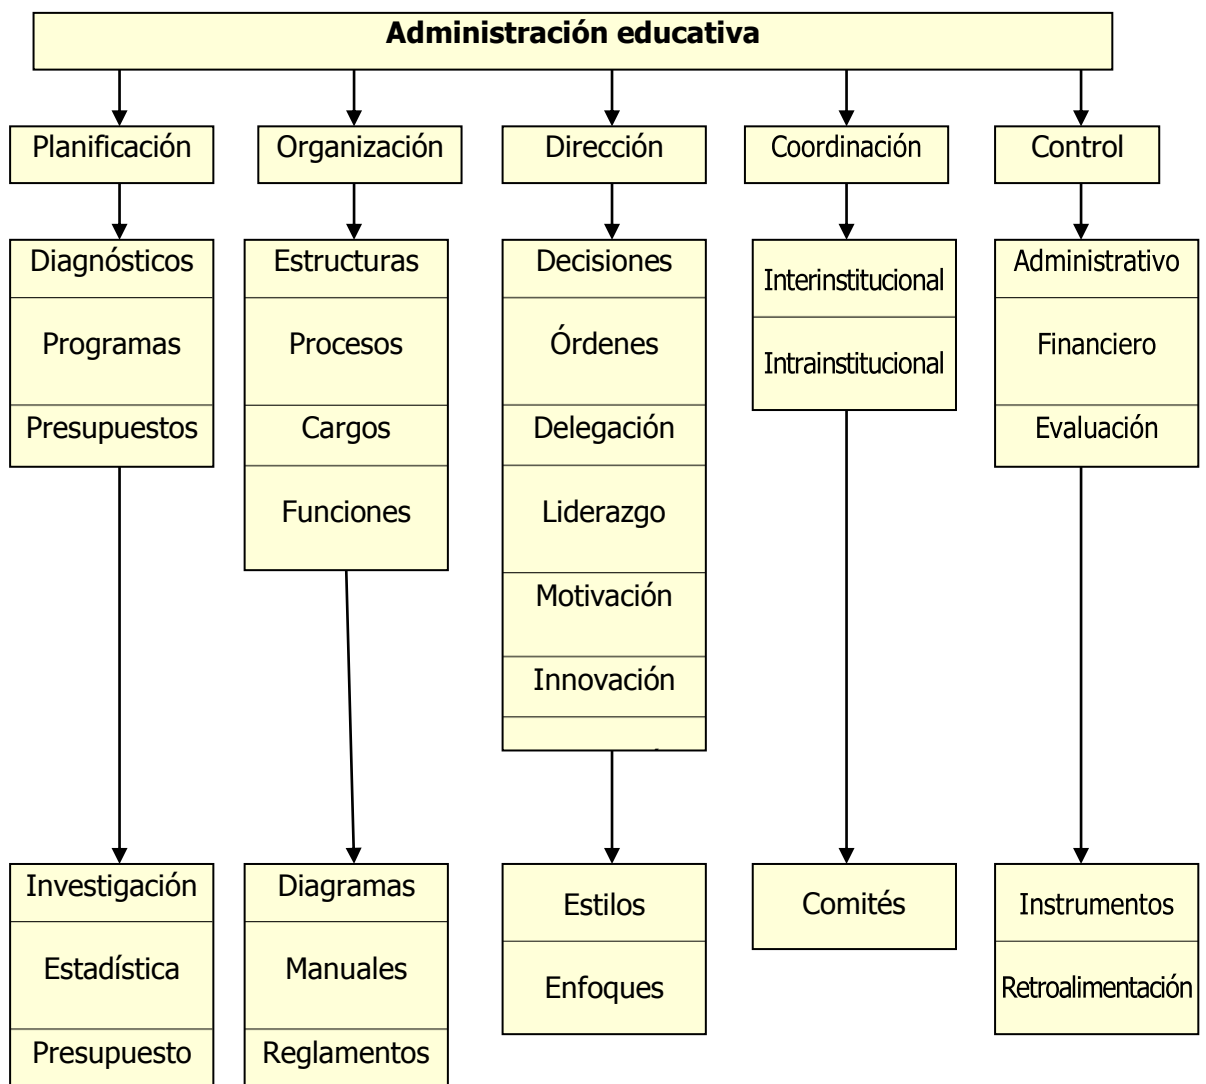 Administración educativa
Planificación
Organización
Dirección
Coordinación
Control
Diagnósticos
Programas
Presupuestos
Estructuras
Procesos
Cargos
Funciones
Decisiones
Órdenes
Delegación
Liderazgo
Motivación
Innovación
Interinstitucional
Intrainstitucional
Administrativo
Financiero
Evaluación
Investigación
Estadística
Presupuesto
Diagramas
Manuales
Reglamentos
Estilos
Enfoques
Comités
Instrumentos
Retroalimentación